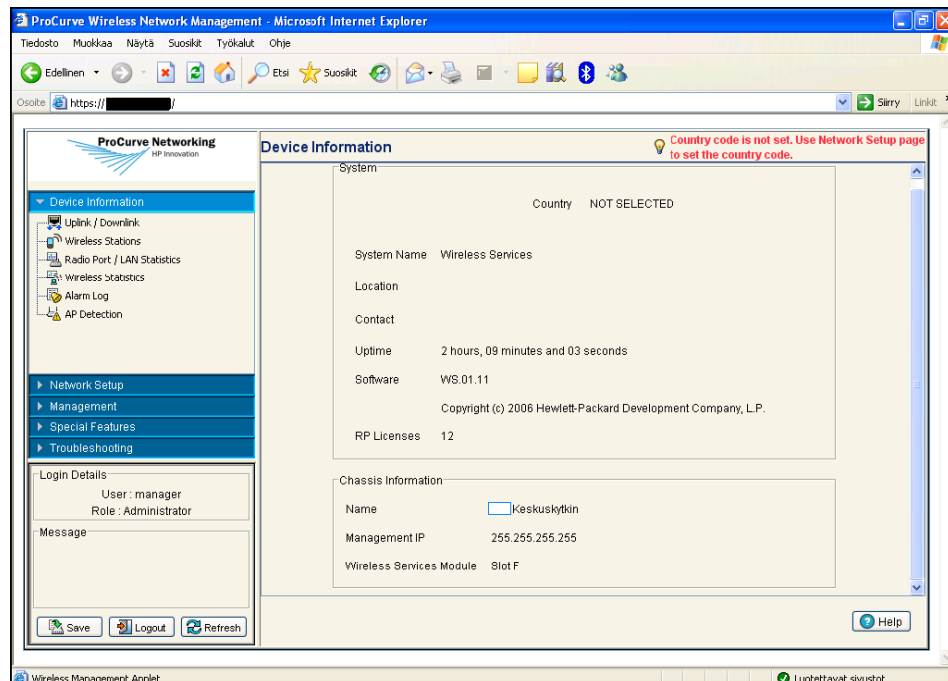 ProCurve Wireless Network Management - Microsoft Internet Explorer
Tiedosto Muokkaa Näytä Suosikit Työkalut Ohje
Edellinen Etsi Suosikit
Osoite https:// / Siirry Linkit
ProCurve Networking
HP Innovation
Device Information
Country code is not set. Use Network Setup page
to set the country code.
Device Information
Uplink / Downlink
Wireless Stations
Radio Port / LAN Statistics
Wireless Statistics
Alarm Log
AP Detection
Network Setup
Management
Special Features
Troubleshooting
Login Details
User : manager
Role : Administrator
Message
Save Logout Refresh
System
Country NOT SELECTED
System Name Wireless Services
Location
Contact
Uptime 2 hours, 09 minutes and 03 seconds
Software WS.01.11
Copyright (c) 2006 Hewlett-Packard Development Company, L.P.
RP Licenses 12
Chassis Information
Name Keskuskytkin
Management IP 255.255.255.255
Wireless Services Module Slot F
Help
Wireless Management Applet Luotettavat sivustot